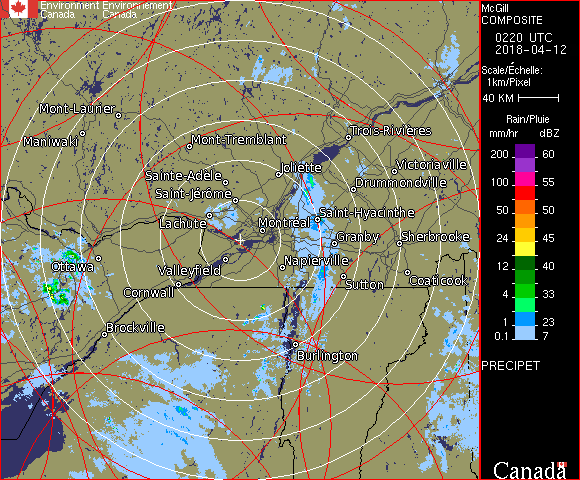 Environment Environnement
Canada Canada
McGill
COMPOSITE
0220 UTC
2018-04-12
Scale/Échelle:
1km/Pixel
40 KM
Rain/Pluie
mm/hr dBZ
200 60
100 55
50 50
24 45
12 40
4 33
1 23
0.1 7
PRECIPET
Canada
Mont-Laurier
Maniwaki
Mont-Tremblant
Trois-Rivières
Joliette
Victoriaville
Sainte-Adèle
Drummondville
Saint-Jérôme
Lachute
Saint-Hyacinthe
Montréal
Granby
Sherbrooke
Ottawa
Valleyfield
Napierville
Cornwall
Sutton
Coaticook
Brockville
Burlington